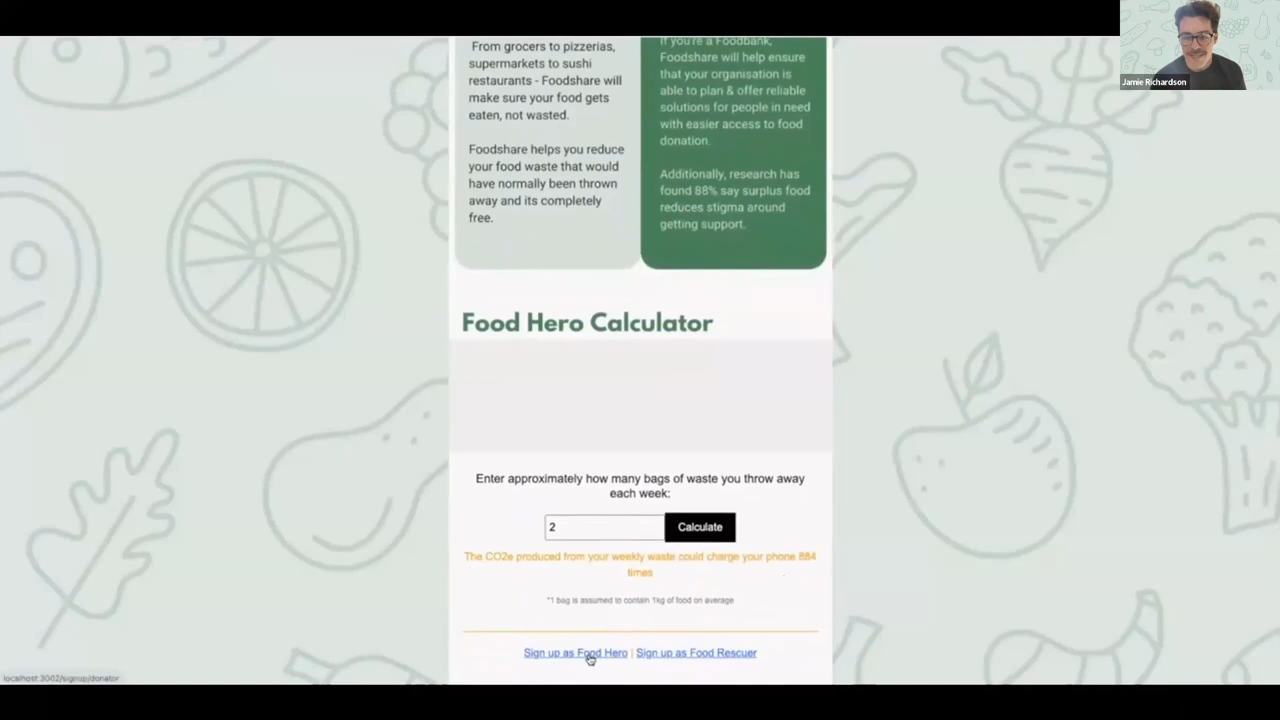 Jamie Richardson
From grocers to pizzerias,
supermarkets to sushi
restaurants - Foodshare will
make sure your food gets
eaten, not wasted.
Foodshare helps you reduce
your food waste that would
have normally been thrown
away and its completely
free.
If you're a Foodbank,
Foodshare will help ensure
that your organisation is
able to plan & offer reliable
solutions for people in need
with easier access to food
donation.
Additionally, research has
found 88% say surplus food
reduces stigma around
getting support.
Food Hero Calculator
Enter approximately how many bags of waste you throw away
each week:
2
Calculate
The CO2e produced from your weekly waste could charge your phone 884
times
*1 bag is assumed to contain 1kg of food on average
Sign up as Food Hero | Sign up as Food Rescuer
localhost:3002/signup/donator